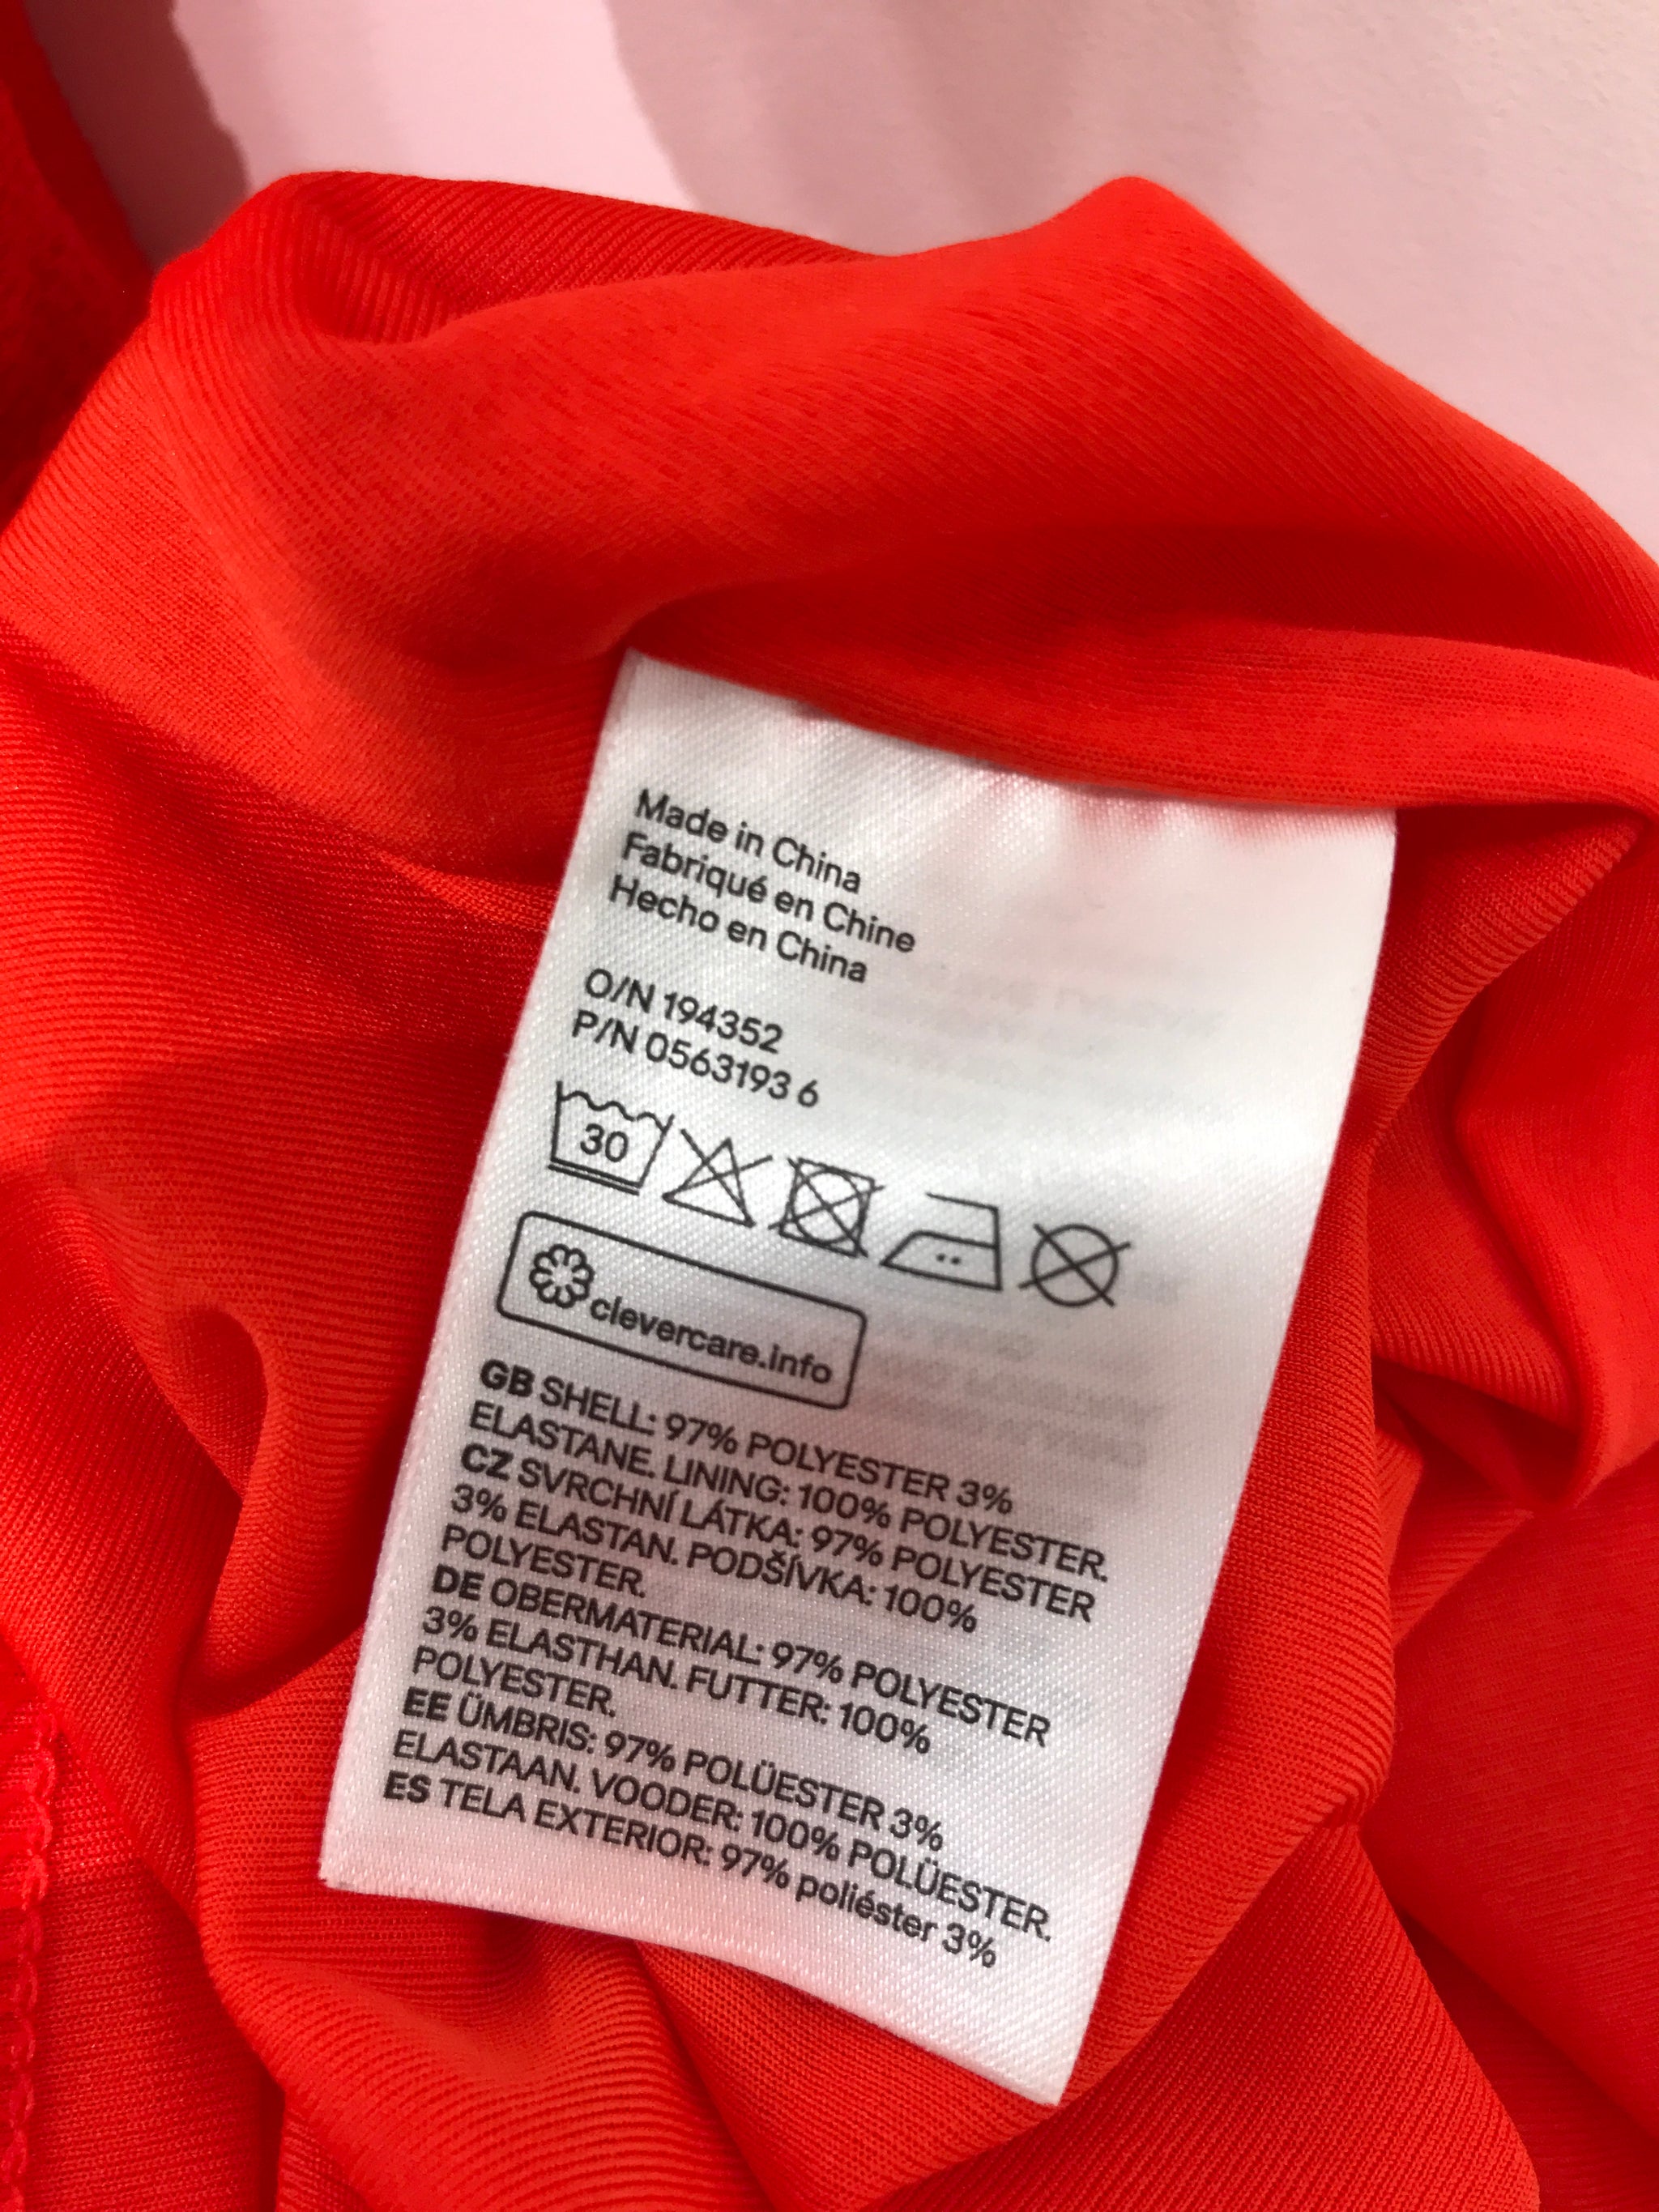 Made in China
Fabriqué en Chine
Hecho en China
O/N 194352
P/N 0563193 6
30
clevercare.info
GB SHELL: 97% POLYESTER 3%
ELASTANE. LINING: 100% POLYESTER.
CZ SVRCHNÍ LÁTKA: 97% POLYESTER
3% ELASTAN. PODŠÍVKA: 100%
POLYESTER.
DE OBERMATERIAL: 97% POLYESTER
3% ELASTHAN. FUTTER: 100%
POLYESTER.
EE ÜMBRIS: 97% POLÜESTER 3%
ELASTAAN. VOODER: 100% POLÜESTER.
ES TELA EXTERIOR: 97% poliéster 3%